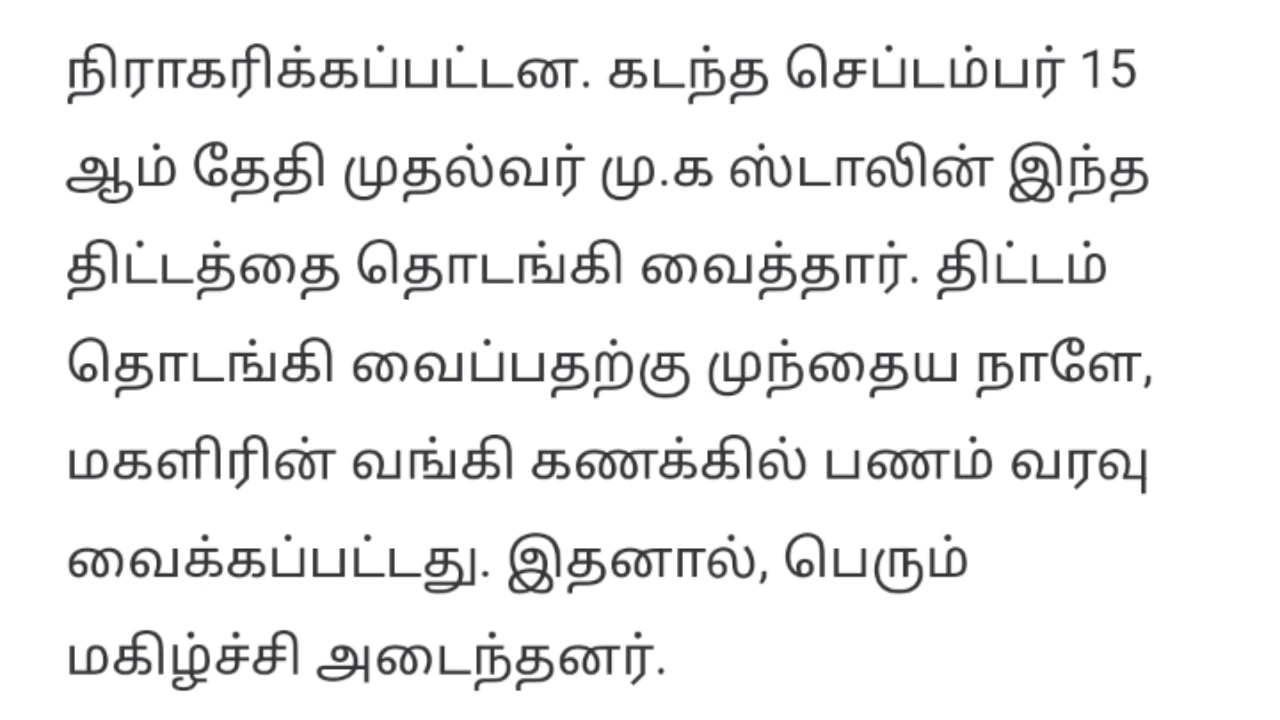 நிராகரிக்கப்பட்டன. கடந்த செப்டம்பர் 15
ஆம் தேதி முதல்வர் மு.க ஸ்டாலின் இந்த
திட்டத்தை தொடங்கி வைத்தார். திட்டம்
தொடங்கி வைப்பதற்கு முந்தைய நாளே,
மகளிரின் வங்கி கணக்கில் பணம் வரவு
வைக்கப்பட்டது. இதனால், பெரும்
மகிழ்ச்சி அடைந்தனர்.